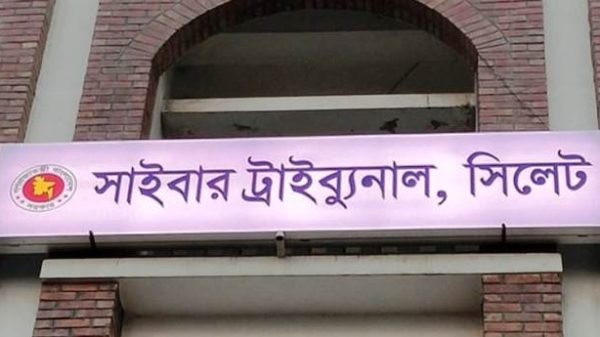 সাইবার ট্রাইব্যুনাল, সিলেট